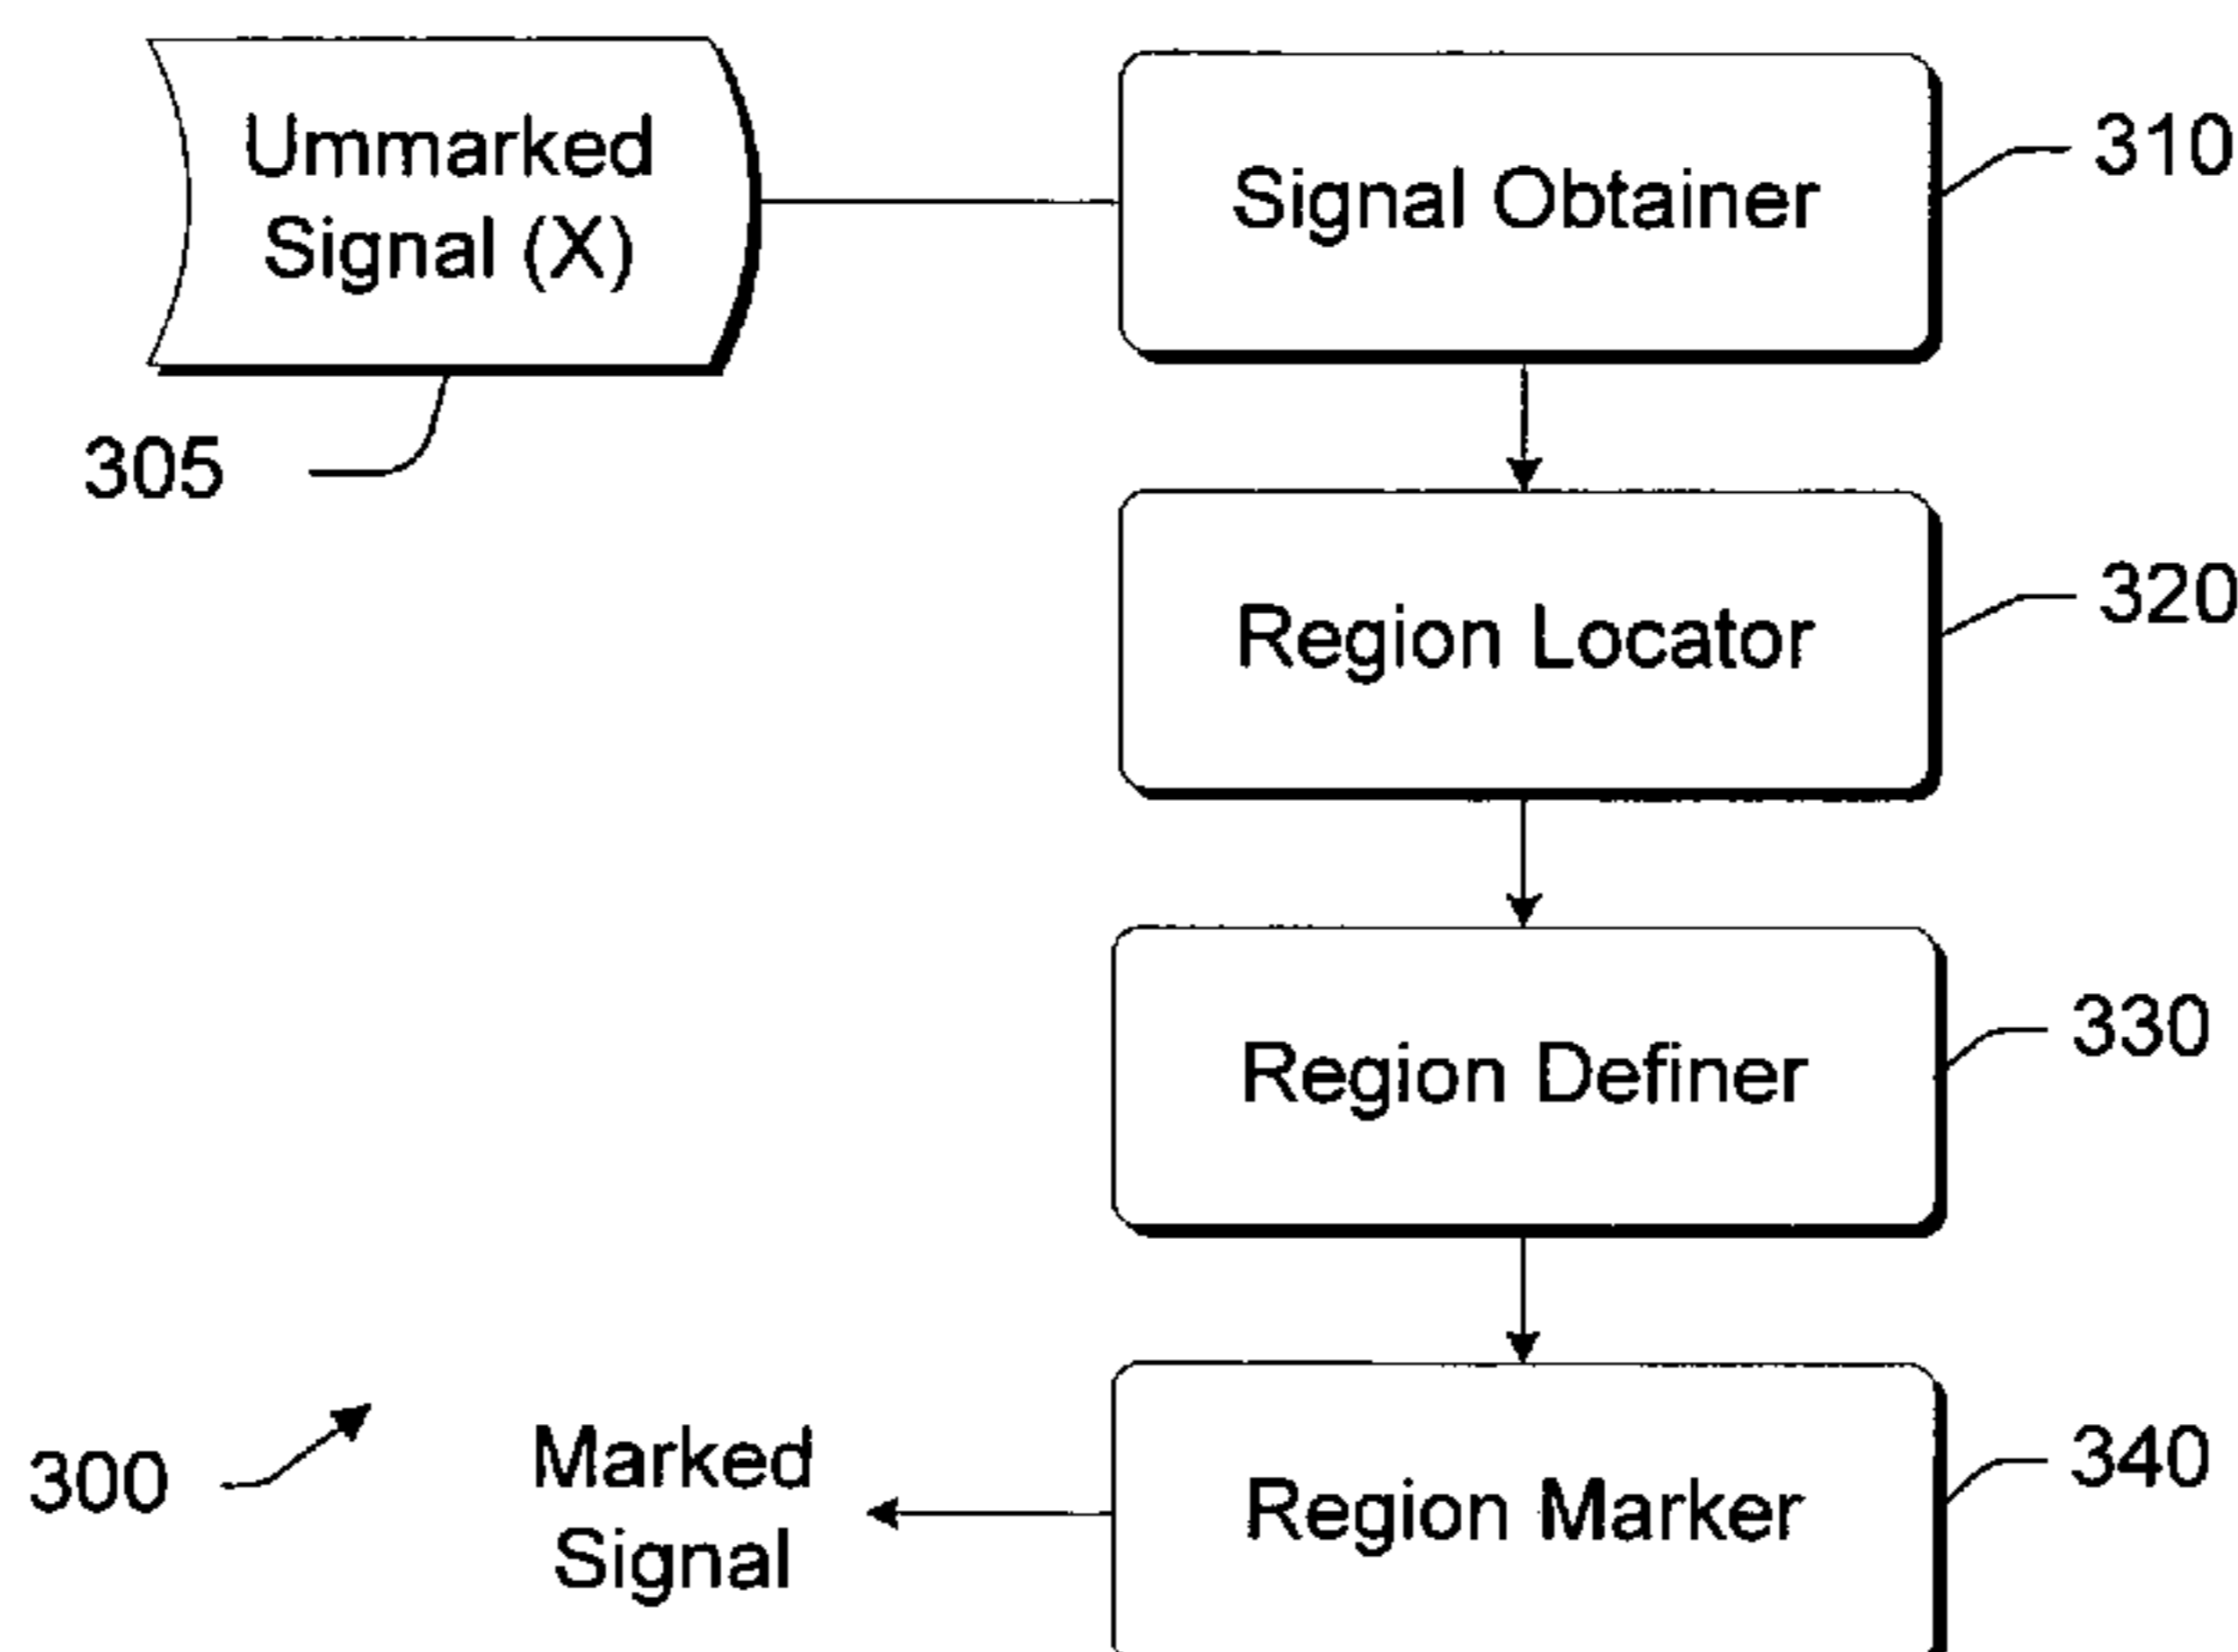 Ummarked
Signal (X)
305
Signal Obtainer
310
Region Locator
320
Region Definer
330
Region Marker
340
Marked
Signal
300